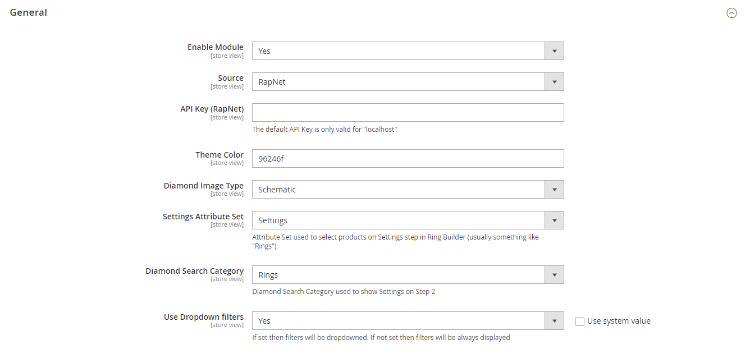 General
Enable Module
[store view]
Yes
Source
[store view]
RapNet
API Key (RapNet)
[store view]
The default API Key is only valid for "localhost"
Theme Color
[store view]
96246f
Diamond Image Type
[store view]
Schematic
Settings Attribute Set
[store view]
Settings
Attribute Set used to select products on Settings step in Ring Builder (usually something like
"Rings")
Diamond Search Category
[store view]
Rings
Diamond Search Category used to show Settings on Step 2
Use Dropdown filters
[store view]
Yes
Use system value
If set then filters will be dropdowned. If not set then filters will be always displayed